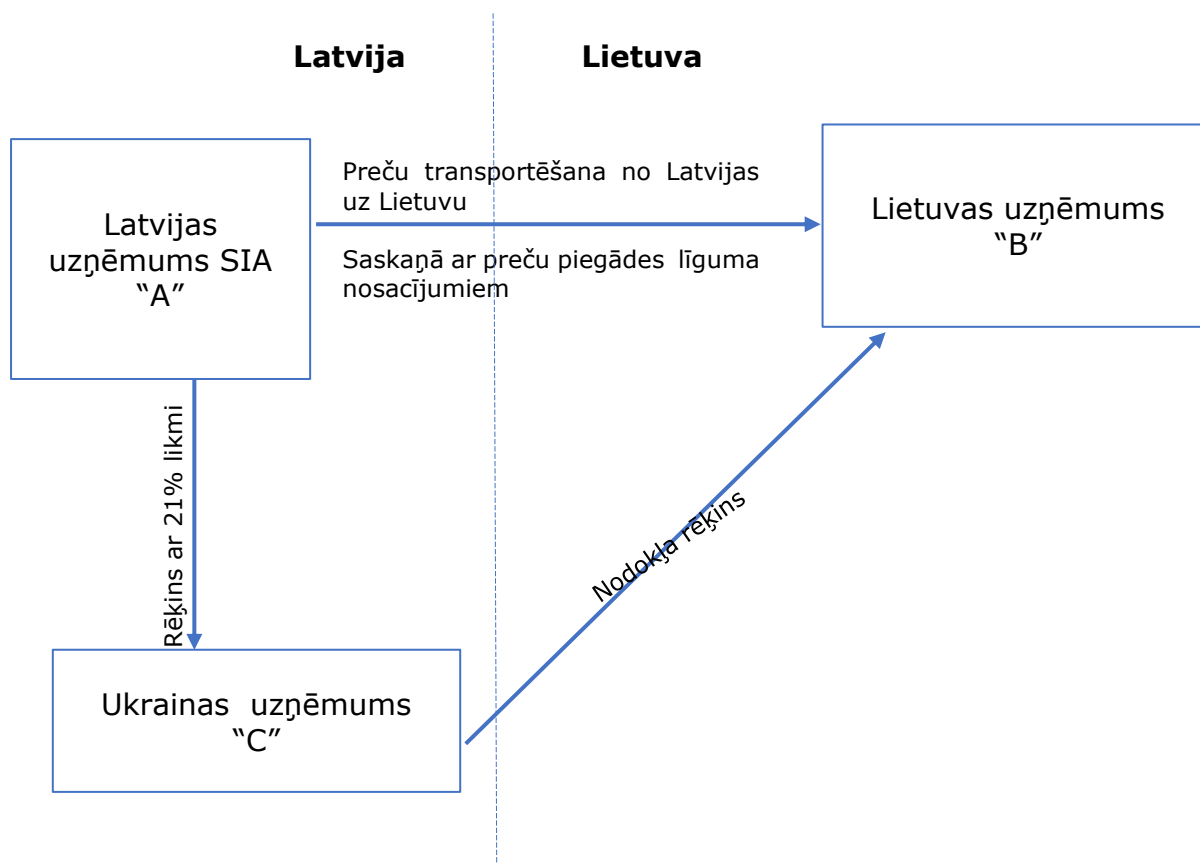 Latvija
Lietuva
Latvijas
uzņēmums SIA
“A”
Preču transportēšana no Latvijas
uz Lietuvu
Saskaņā ar preču piegādes līguma
nosacījumiem
Lietuvas uzņēmums
“B”
Rēķins ar 21% likmi
Nodokļa rēķins
Ukrainas uzņēmums
“C”